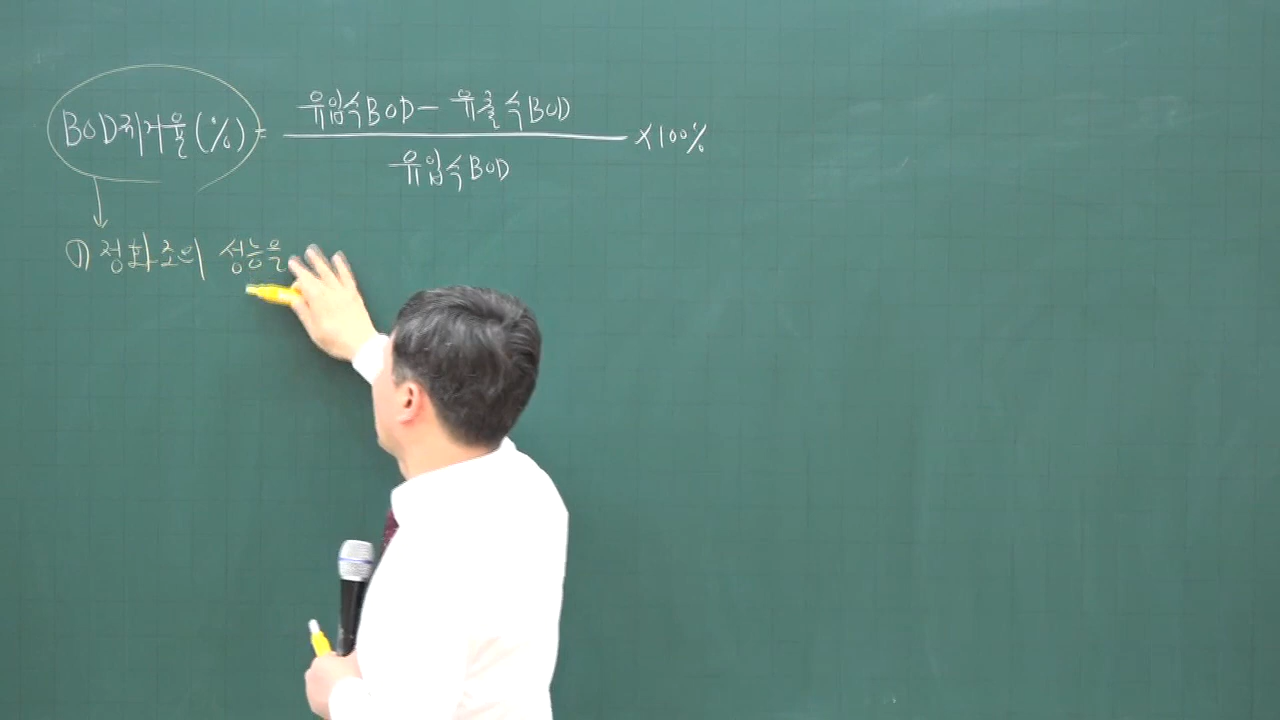 BOD제거율(%) = 유입수BOD - 유출수BOD / 유입수BOD ×100%
① 정화조의 성능을